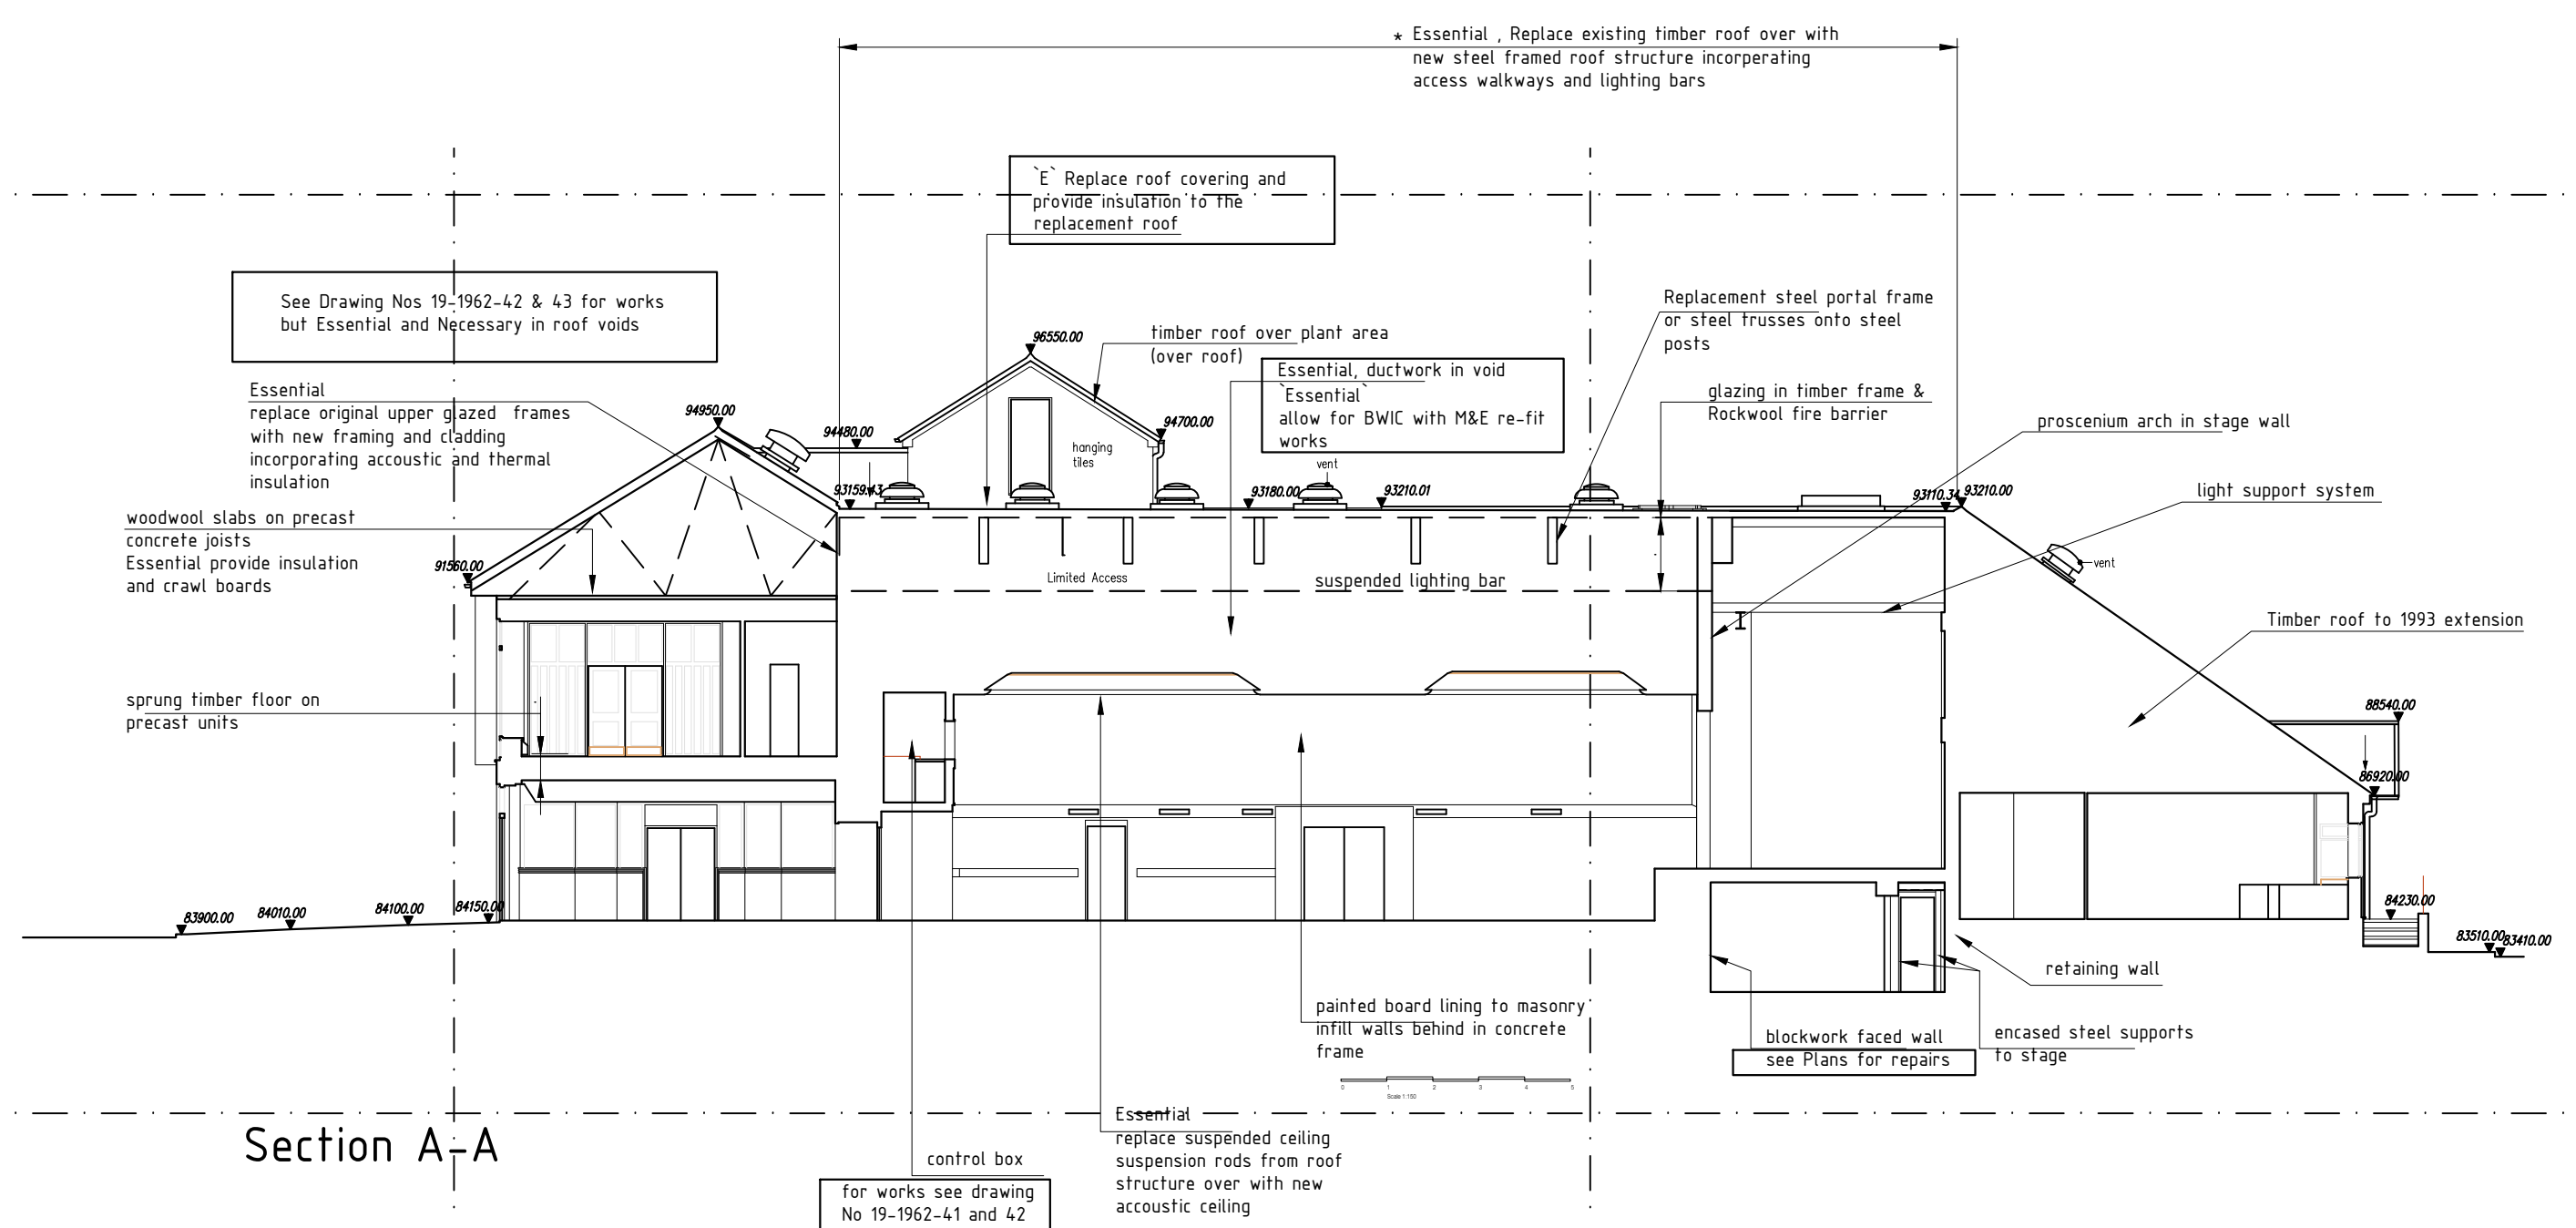 * Essential , Replace existing timber roof over with
new steel framed roof structure incorperating
access walkways and lighting bars
`E` Replace roof covering and
provide insulation to the
replacement roof
See Drawing Nos 19-1962-42 & 43 for works
but Essential and Necessary in roof voids
Replacement steel portal frame
or steel trusses onto steel
posts
timber roof over plant area
(over roof)
Essential, ductwork in void
`Essential`
allow for BWIC with M&E re-fit
works
glazing in timber frame &
Rockwool fire barrier
proscenium arch in stage wall
light support system
Essential
replace original upper glazed frames
with new framing and cladding
incorporating accoustic and thermal
insulation
96550.00
94950.00
94480.00
94700.00
hanging
tiles
vent
93159.43
93180.00
93210.01
93110.34
93210.00
woodwool slabs on precast
concrete joists
Essential provide insulation
and crawl boards
91560.00
Limited Access
suspended lighting bar
vent
Timber roof to 1993 extension
sprung timber floor on
precast units
88540.00
86920.00
83900.00
84010.00
84100.00
84150.00
84230.00
83510.00
83410.00
retaining wall
painted board lining to masonry
infill walls behind in concrete
frame
blockwork faced wall
see Plans for repairs
encased steel supports
to stage
0 1 2 3 4 5
Scale 1:150
Section A-A
Essential
replace suspended ceiling
suspension rods from roof
structure over with new
accoustic ceiling
control box
for works see drawing
No 19-1962-41 and 42